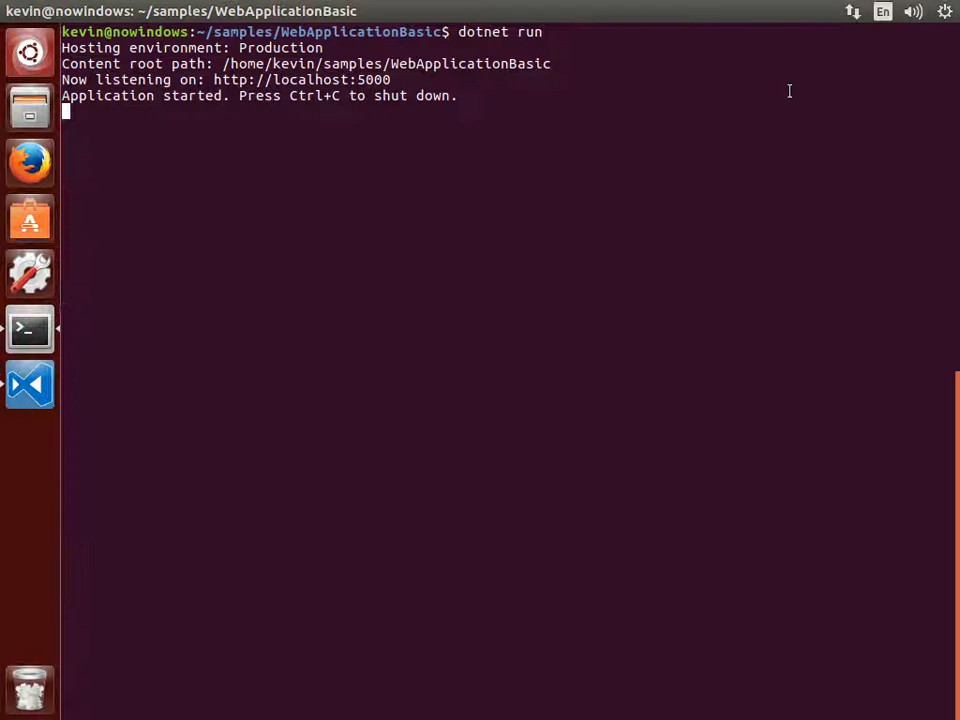 kevin@nowindows: ~/samples/WebApplicationBasic
En
kevin@nowindows:~/samples/WebApplicationBasic$ dotnet run
Hosting environment: Production
Content root path: /home/kevin/samples/WebApplicationBasic
Now listening on: http://localhost:5000
Application started. Press Ctrl+C to shut down.